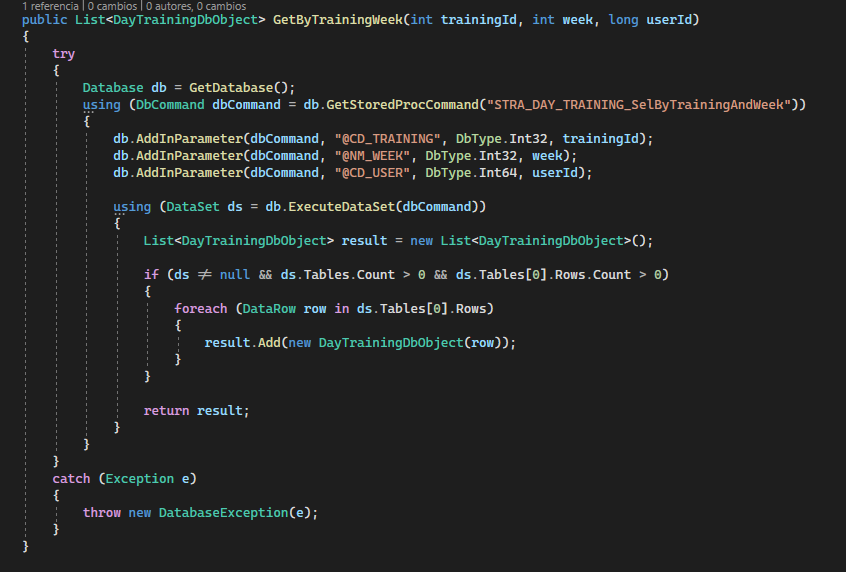 1 referencia | 0 cambios | 0 autores, 0 cambios
public List<DayTrainingDbObject> GetByTrainingWeek(int trainingId, int week, long userId)
{
try
{
Database db = GetDatabase();
using (DbCommand dbCommand = db.GetStoredProcCommand("STRA_DAY_TRAINING_SelByTrainingAndWeek"))
{
db.AddInParameter(dbCommand, "@CD_TRAINING", DbType.Int32, trainingId);
db.AddInParameter(dbCommand, "@NM_WEEK", DbType.Int32, week);
db.AddInParameter(dbCommand, "@CD_USER", DbType.Int64, userId);
using (DataSet ds = db.ExecuteDataSet(dbCommand))
{
List<DayTrainingDbObject> result = new List<DayTrainingDbObject>();
if (ds ≠ null && ds.Tables.Count > 0 && ds.Tables[0].Rows.Count > 0)
{
foreach (DataRow row in ds.Tables[0].Rows)
{
result.Add(new DayTrainingDbObject(row));
}
}
return result;
}
}
}
catch (Exception e)
{
throw new DatabaseException(e);
}
}